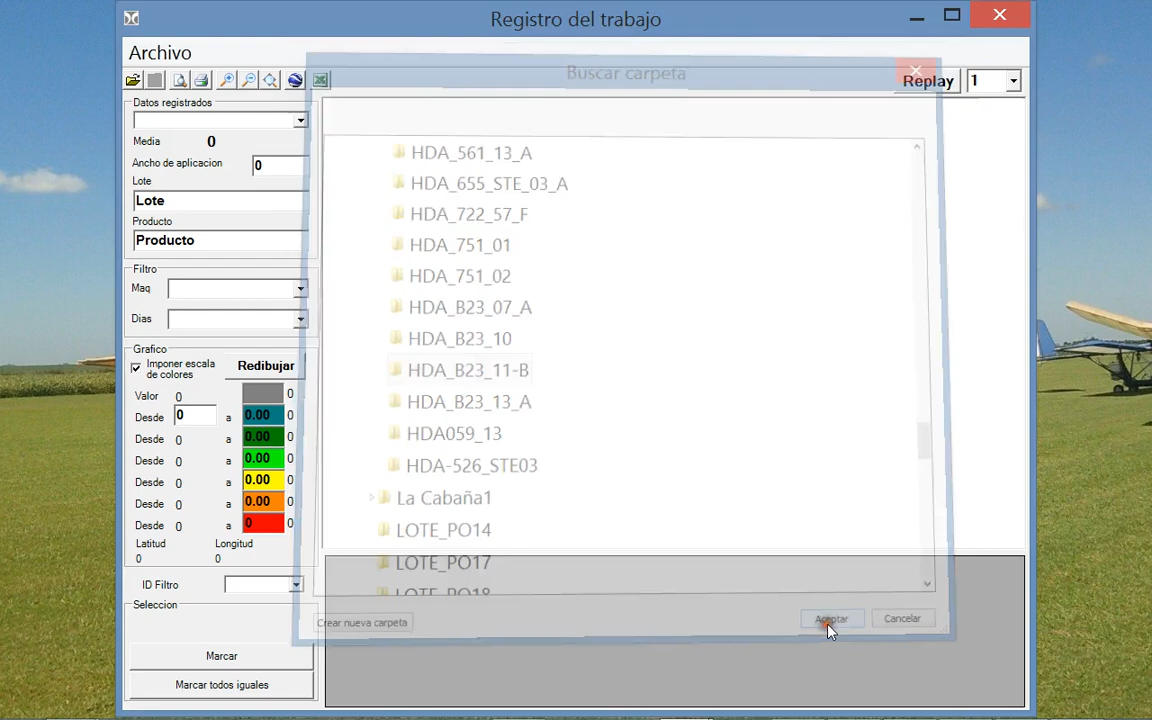 Registro del trabajo
Archivo
Buscar carpeta
Replay 1
Datos registrados
Media 0
Ancho de aplicacion 0
Lote
Lote
Producto
Producto
Filtro
Maq
Dias
Grafico
Imponer escala de colores
Redibujar
Valor 0 0
Desde 0 a 0.00 0
Desde 0 a 0.00 0
Desde 0 a 0.00 0
Desde 0 a 0.00 0
Desde 0 a 0.00 0
Desde 0 a 0 0
Latitud Longitud
0 0
ID Filtro
Seleccion
Marcar
Marcar todos iguales
HDA_561_13_A
HDA_655_STE_03_A
HDA_722_57_F
HDA_751_01
HDA_751_02
HDA_B23_07_A
HDA_B23_10
HDA_B23_11-B
HDA_B23_13_A
HDA059_13
HDA-526_STE03
La Cabaña1
LOTE_PO14
LOTE_PO17
LOTE_PO18
Crear nueva carpeta
Aceptar
Cancelar